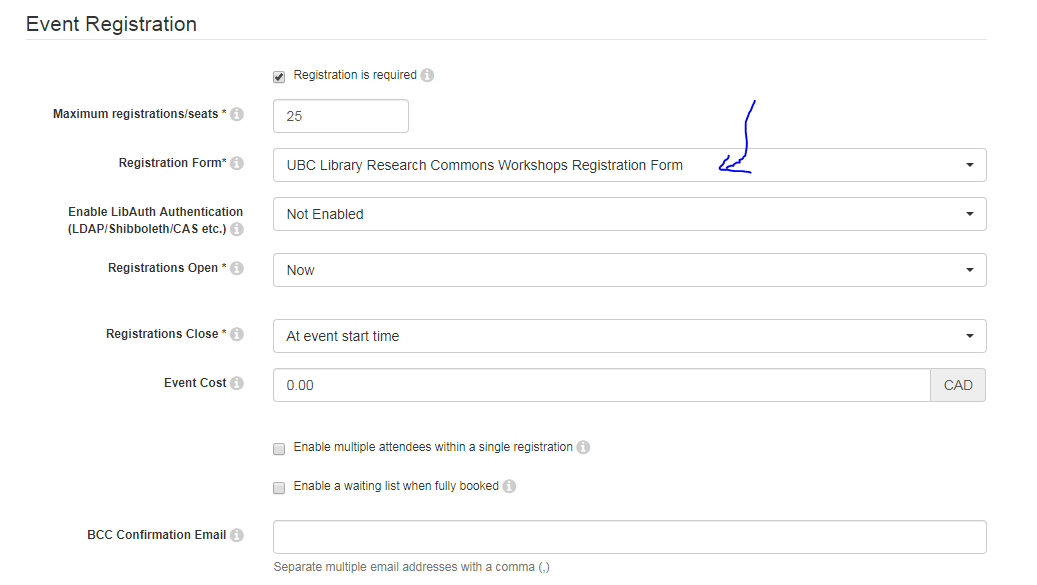 Event Registration
Registration is required
Maximum registrations/seats *
25
Registration Form*
UBC Library Research Commons Workshops Registration Form
Enable LibAuth Authentication
(LDAP/Shibboleth/CAS etc.)
Not Enabled
Registrations Open *
Now
Registrations Close *
At event start time
Event Cost
0.00
CAD
Enable multiple attendees within a single registration
Enable a waiting list when fully booked
BCC Confirmation Email
Separate multiple email addresses with a comma (,)